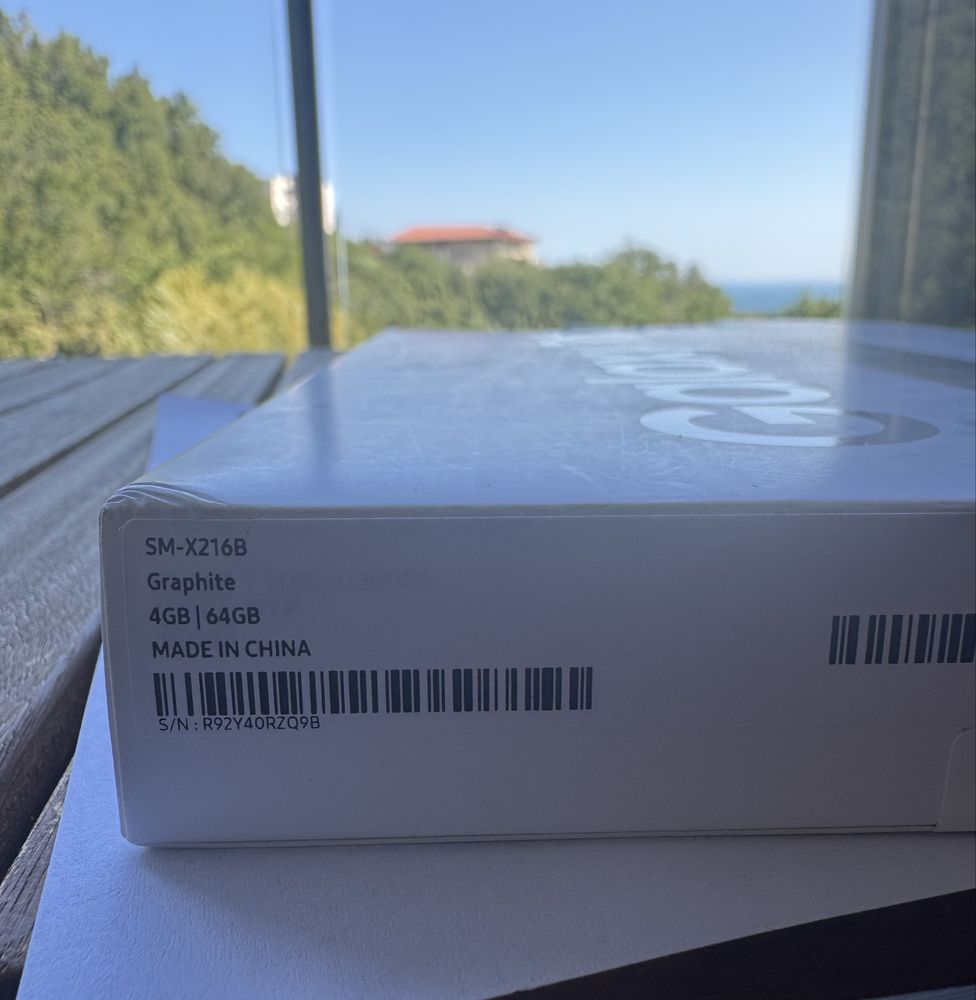 SM-X216B
Graphite
4GB | 64GB
MADE IN CHINA
S/N : R92Y40RZQ9B